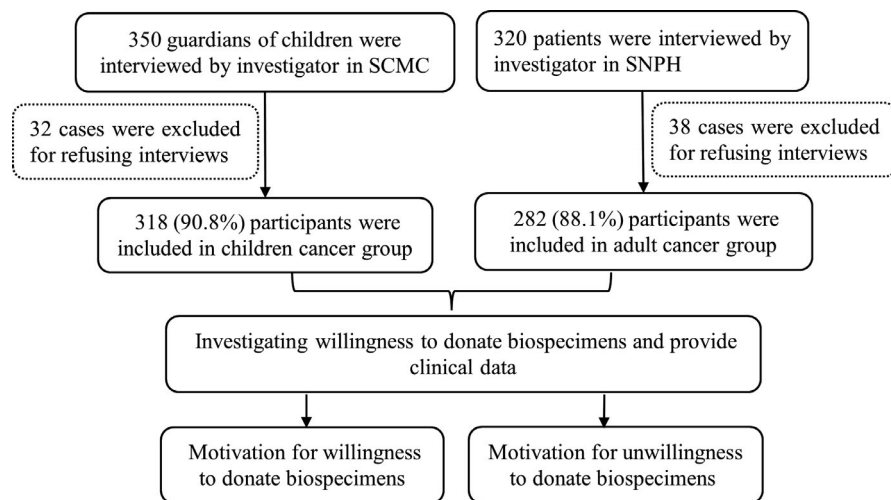 350 guardians of children were
interviewed by investigator in SCMC
320 patients were interviewed by
investigator in SNPH
32 cases were excluded
for refusing interviews
38 cases were excluded
for refusing interviews
318 (90.8%) participants were
included in children cancer group
282 (88.1%) participants were
included in adult cancer group
Investigating willingness to donate biospecimens and provide
clinical data
Motivation for willingness
to donate biospecimens
Motivation for unwillingness
to donate biospecimens